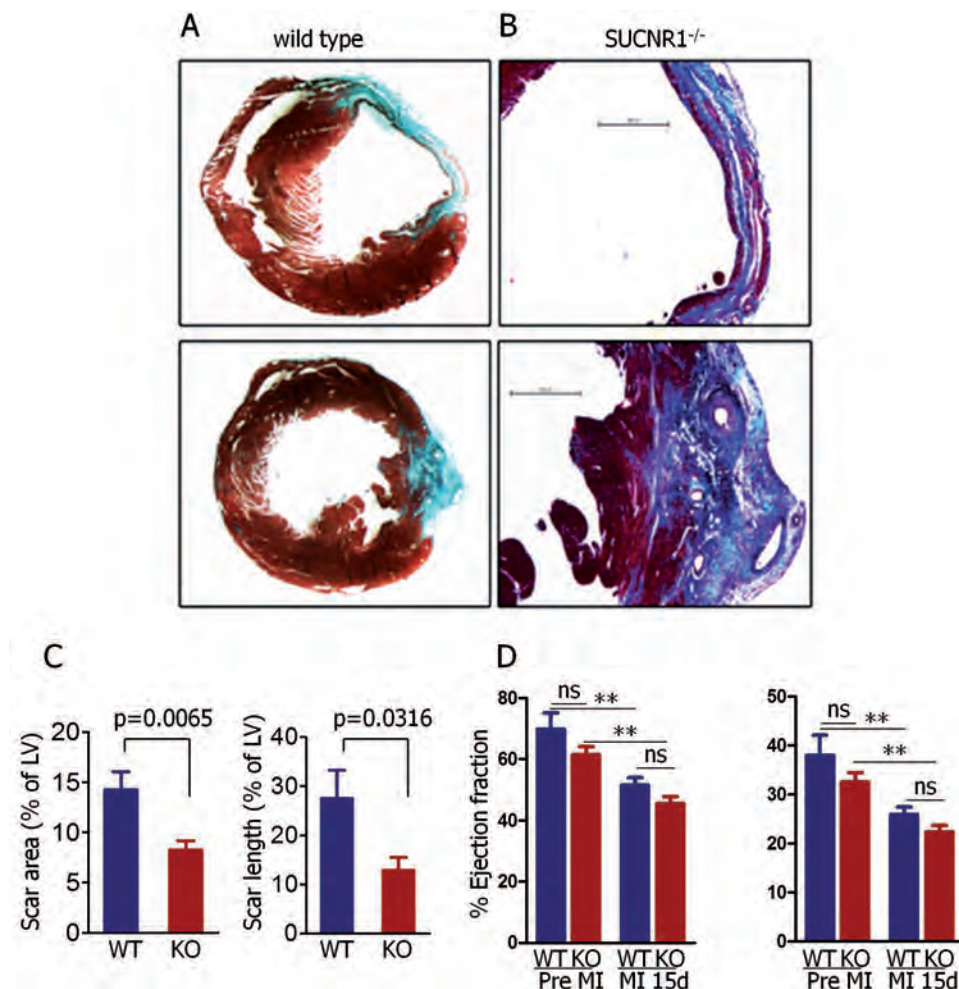 A
wild type
B
SUCNR1-/-
C
p=0.0065
Scar area (% of LV)
20
15
10
5
0
WT KO
p=0.0316
Scar length (% of LV)
40
30
20
10
0
WT KO
D
% Ejection fraction
80
60
40
20
0
ns
**
**
ns
WT KO WT KO
Pre MI MI 15d
50
40
30
20
10
0
ns
**
**
ns
WT KO WT KO
Pre MI MI 15d